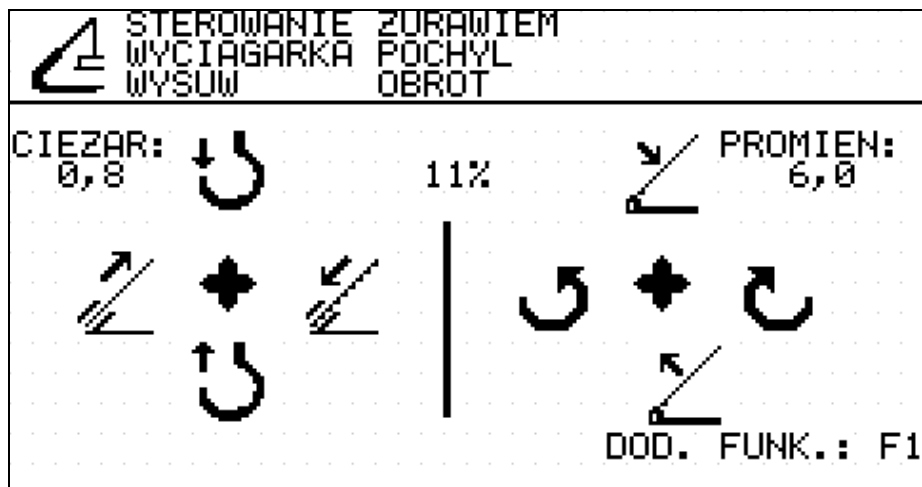 STEROWANIE ZURAWIEM
WYCIAGARKA POCHYL
WYSUW OBROT
CIEZAR:
0,8
11%
PROMIEN:
6,0
DOD. FUNK.: F1